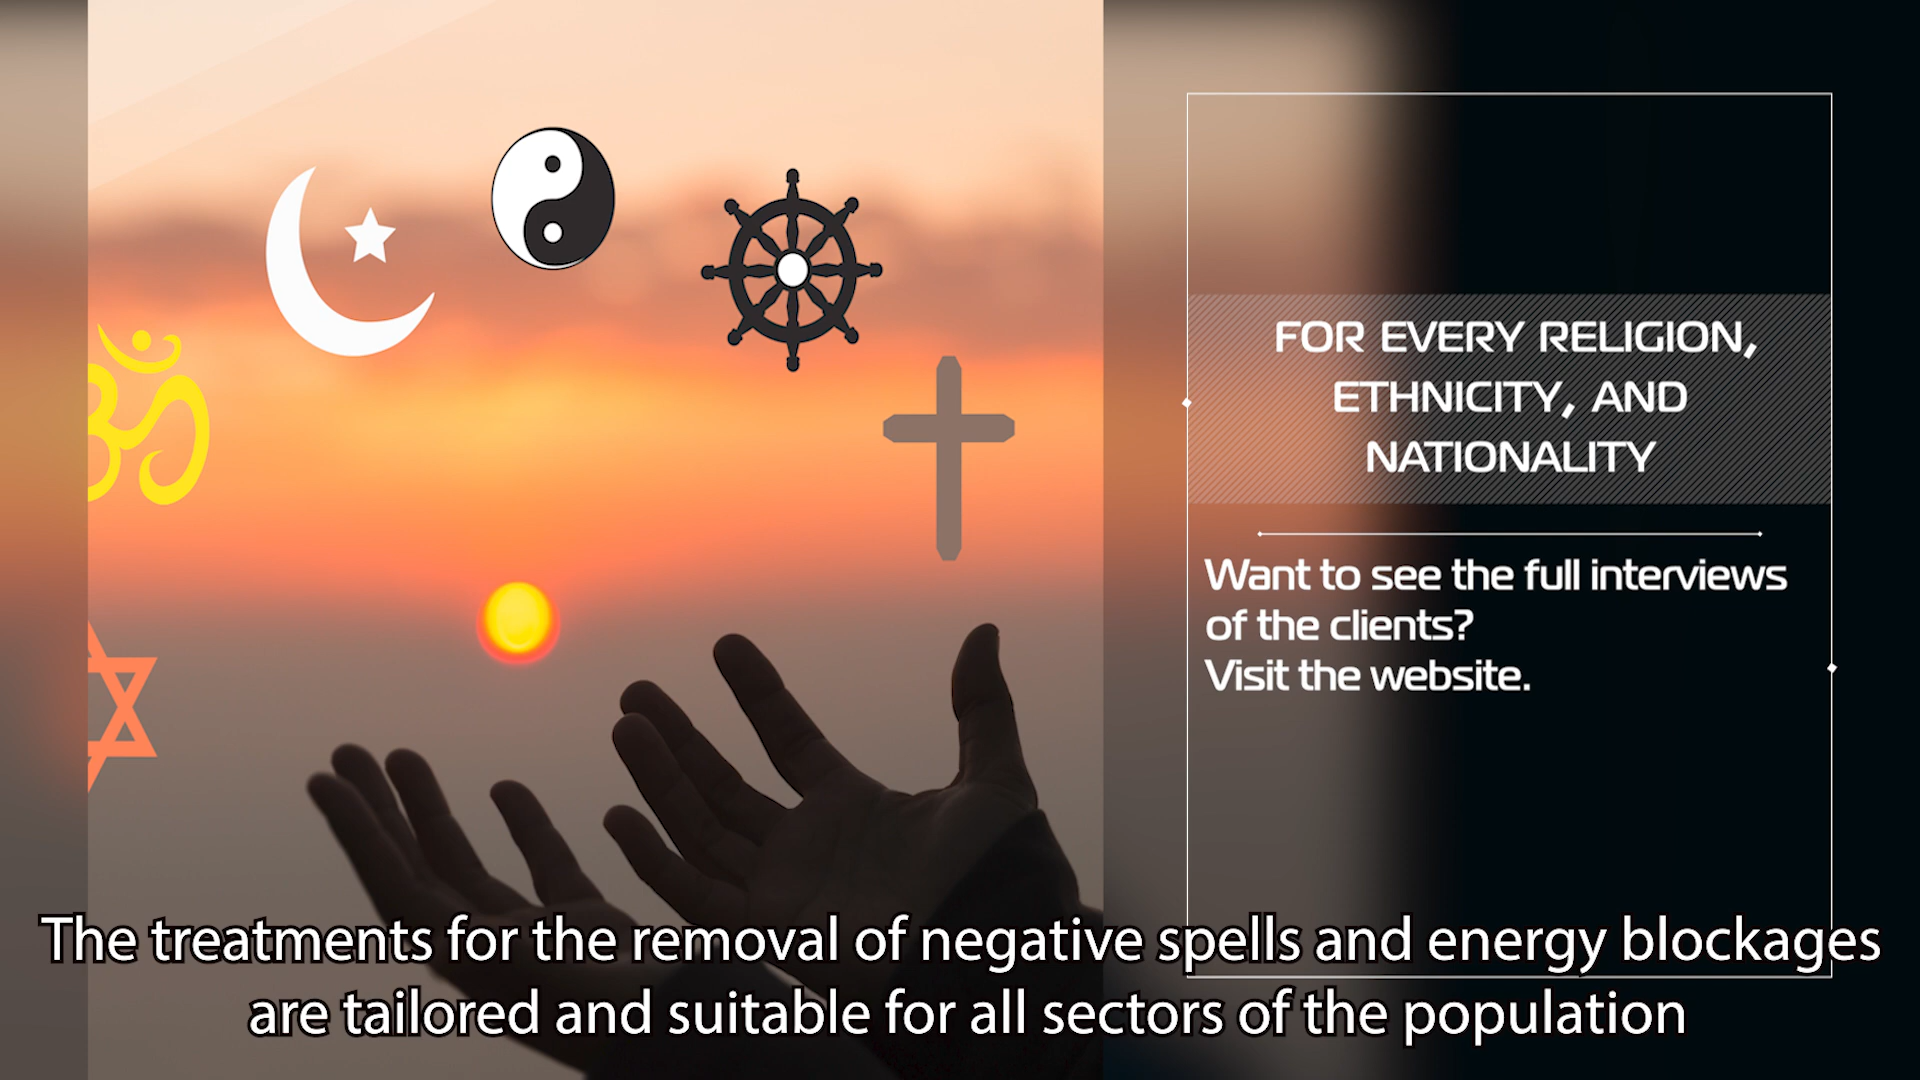 FOR EVERY RELIGION,
ETHNICITY, AND
NATIONALITY
Want to see the full interviews
of the clients?
Visit the website.
The treatments for the removal of negative spells and energy blockages
are tailored and suitable for all sectors of the population